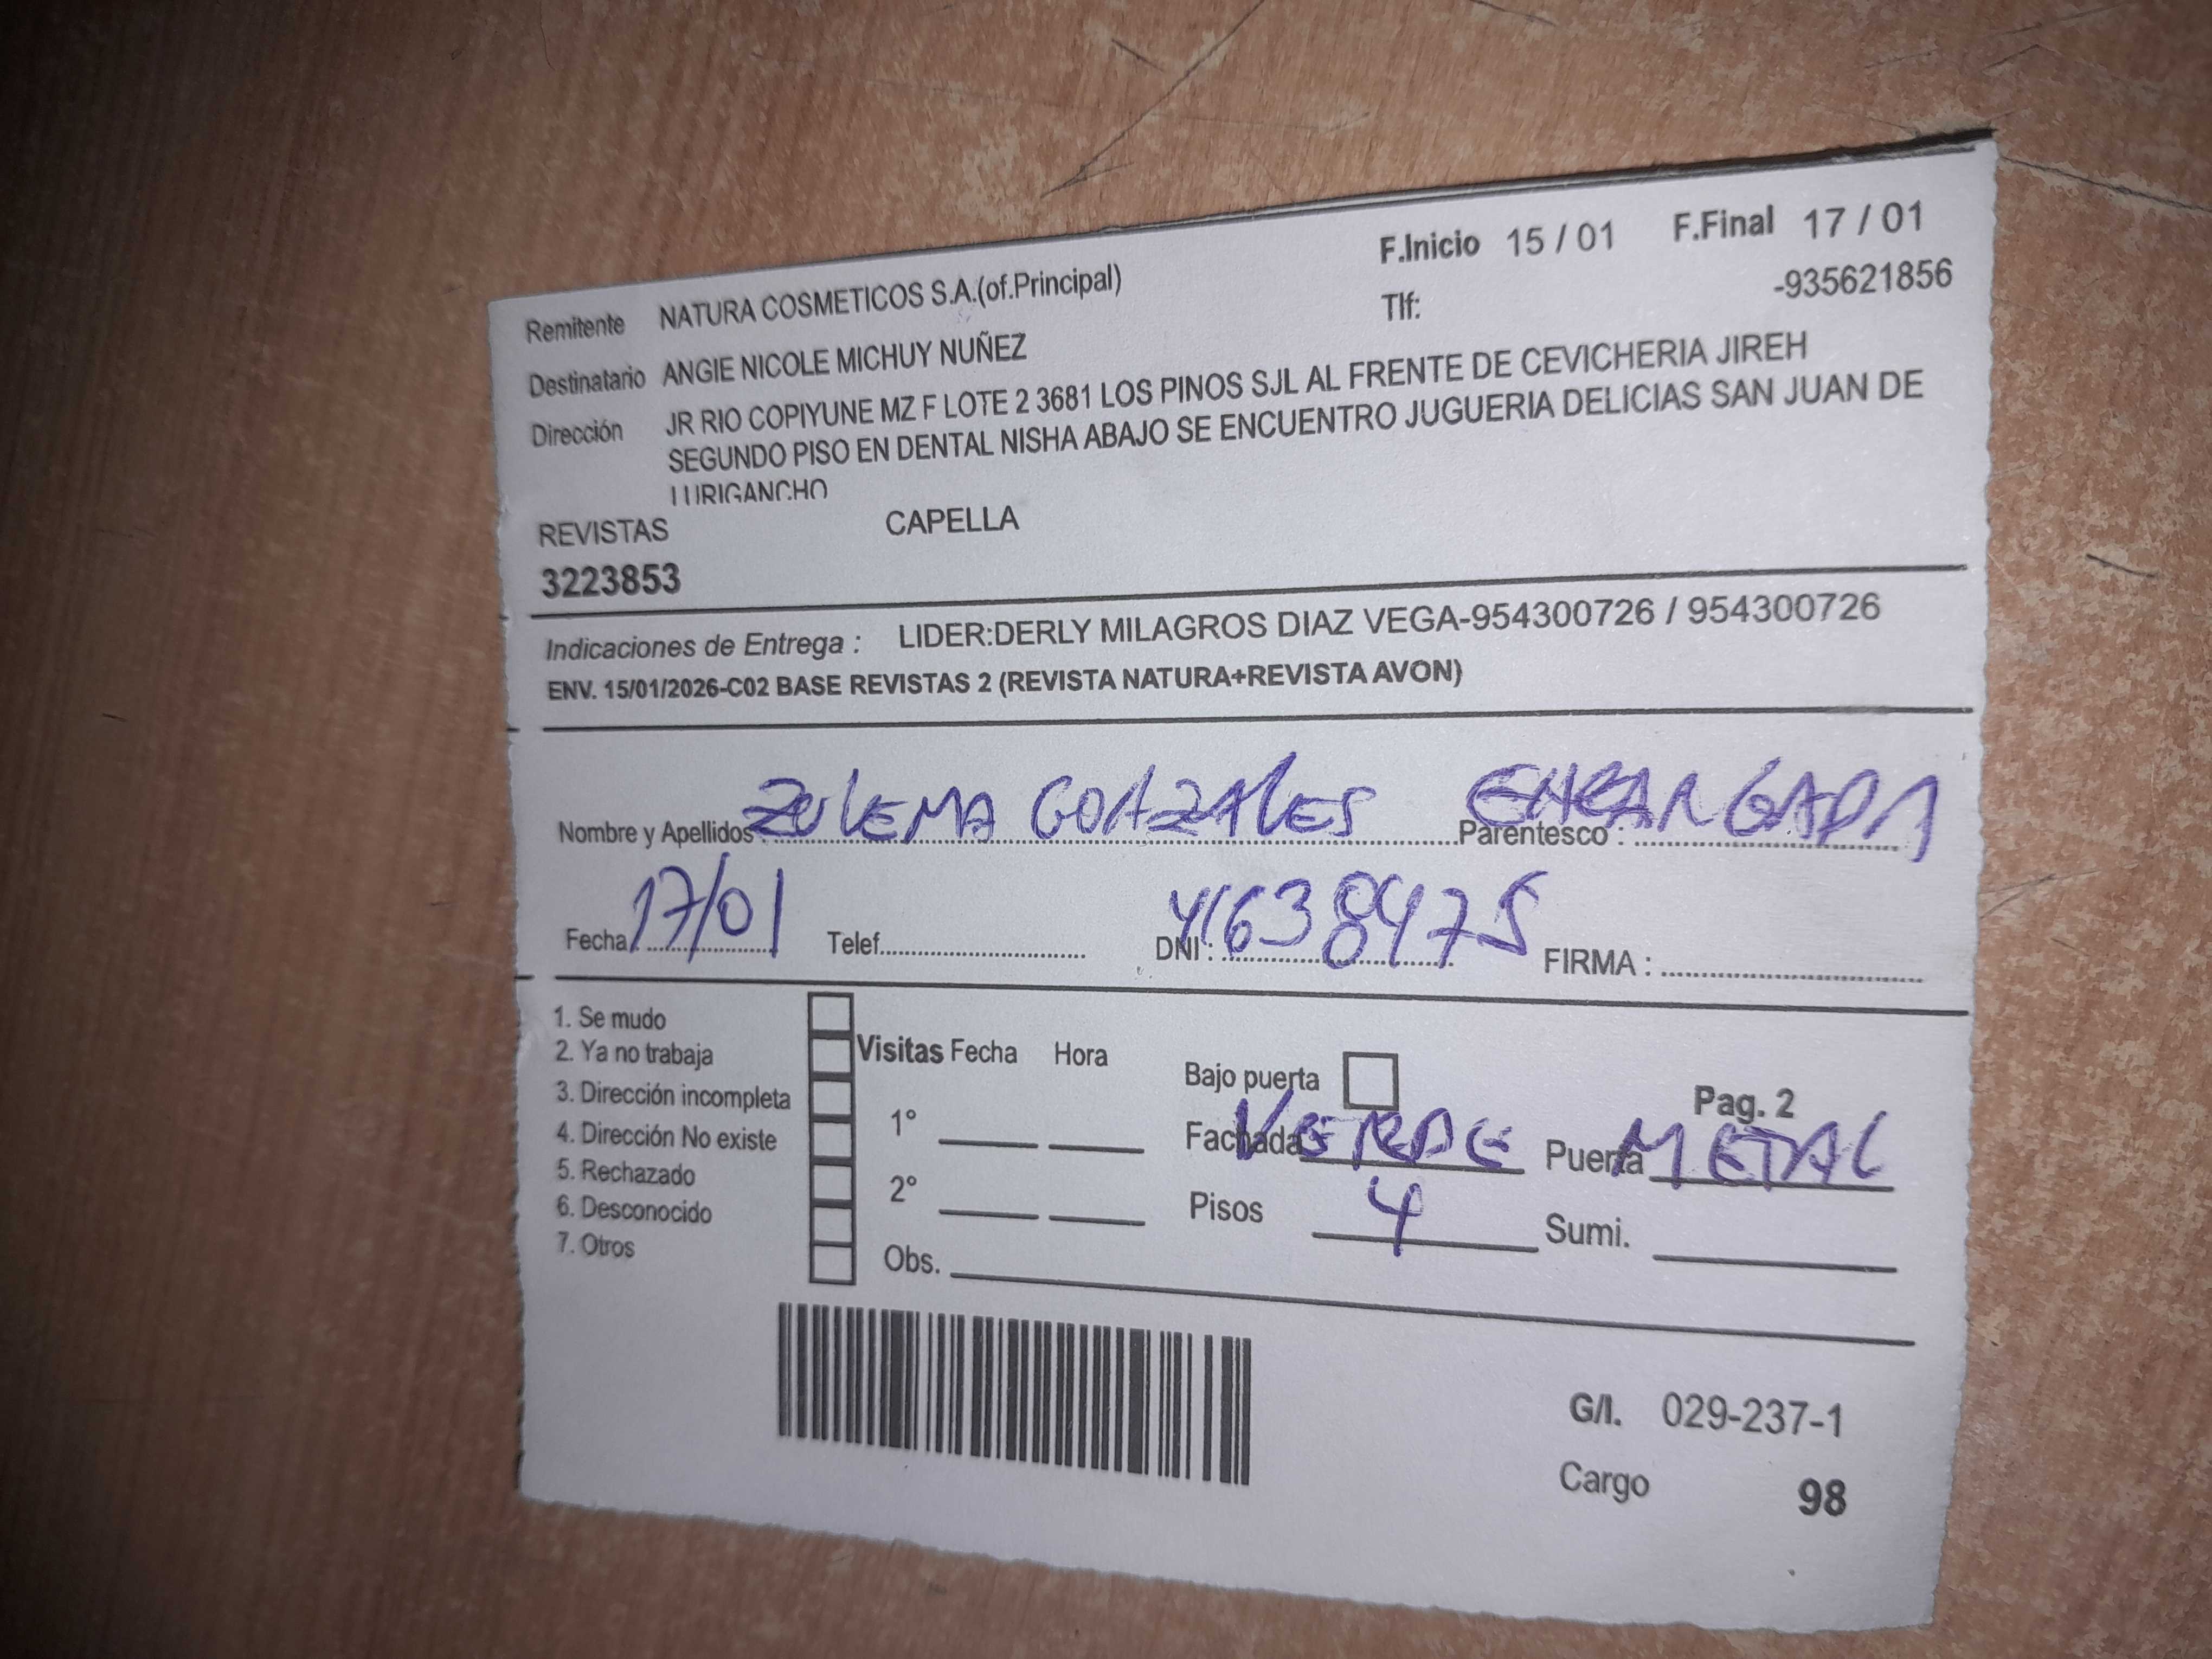 F.Inicio 15 / 01 F.Final 17 / 01
Remitente NATURA COSMETICOS S.A.(of.Principal) Tlf: -935621856
Destinatario ANGIE NICOLE MICHUY NUÑEZ
Dirección JR RIO COPIYUNE MZ F LOTE 2 3681 LOS PINOS SJL AL FRENTE DE CEVICHERIA JIREH
SEGUNDO PISO EN DENTAL NISHA ABAJO SE ENCUENTRO JUGUERIA DELICIAS SAN JUAN DE
LURIGANCHO
REVISTAS CAPELLA
3223853
Indicaciones de Entrega : LIDER:DERLY MILAGROS DIAZ VEGA-954300726 / 954300726
ENV. 15/01/2026-C02 BASE REVISTAS 2 (REVISTA NATURA+REVISTA AVON)
Nombre y Apellidos : ZULEMA GONZALES Parentesco : ENCARGADA
Fecha 17/01 Telef. DNI : 41638475 FIRMA :
1. Se mudo
2. Ya no trabaja Visitas Fecha Hora Bajo puerta
3. Dirección incompleta Pag. 2
4. Dirección No existe 1° Fachada VERDE Puerta METAL
5. Rechazado
6. Desconocido 2° Pisos 4 Sumi.
7. Otros Obs.
G/I. 029-237-1
Cargo 98